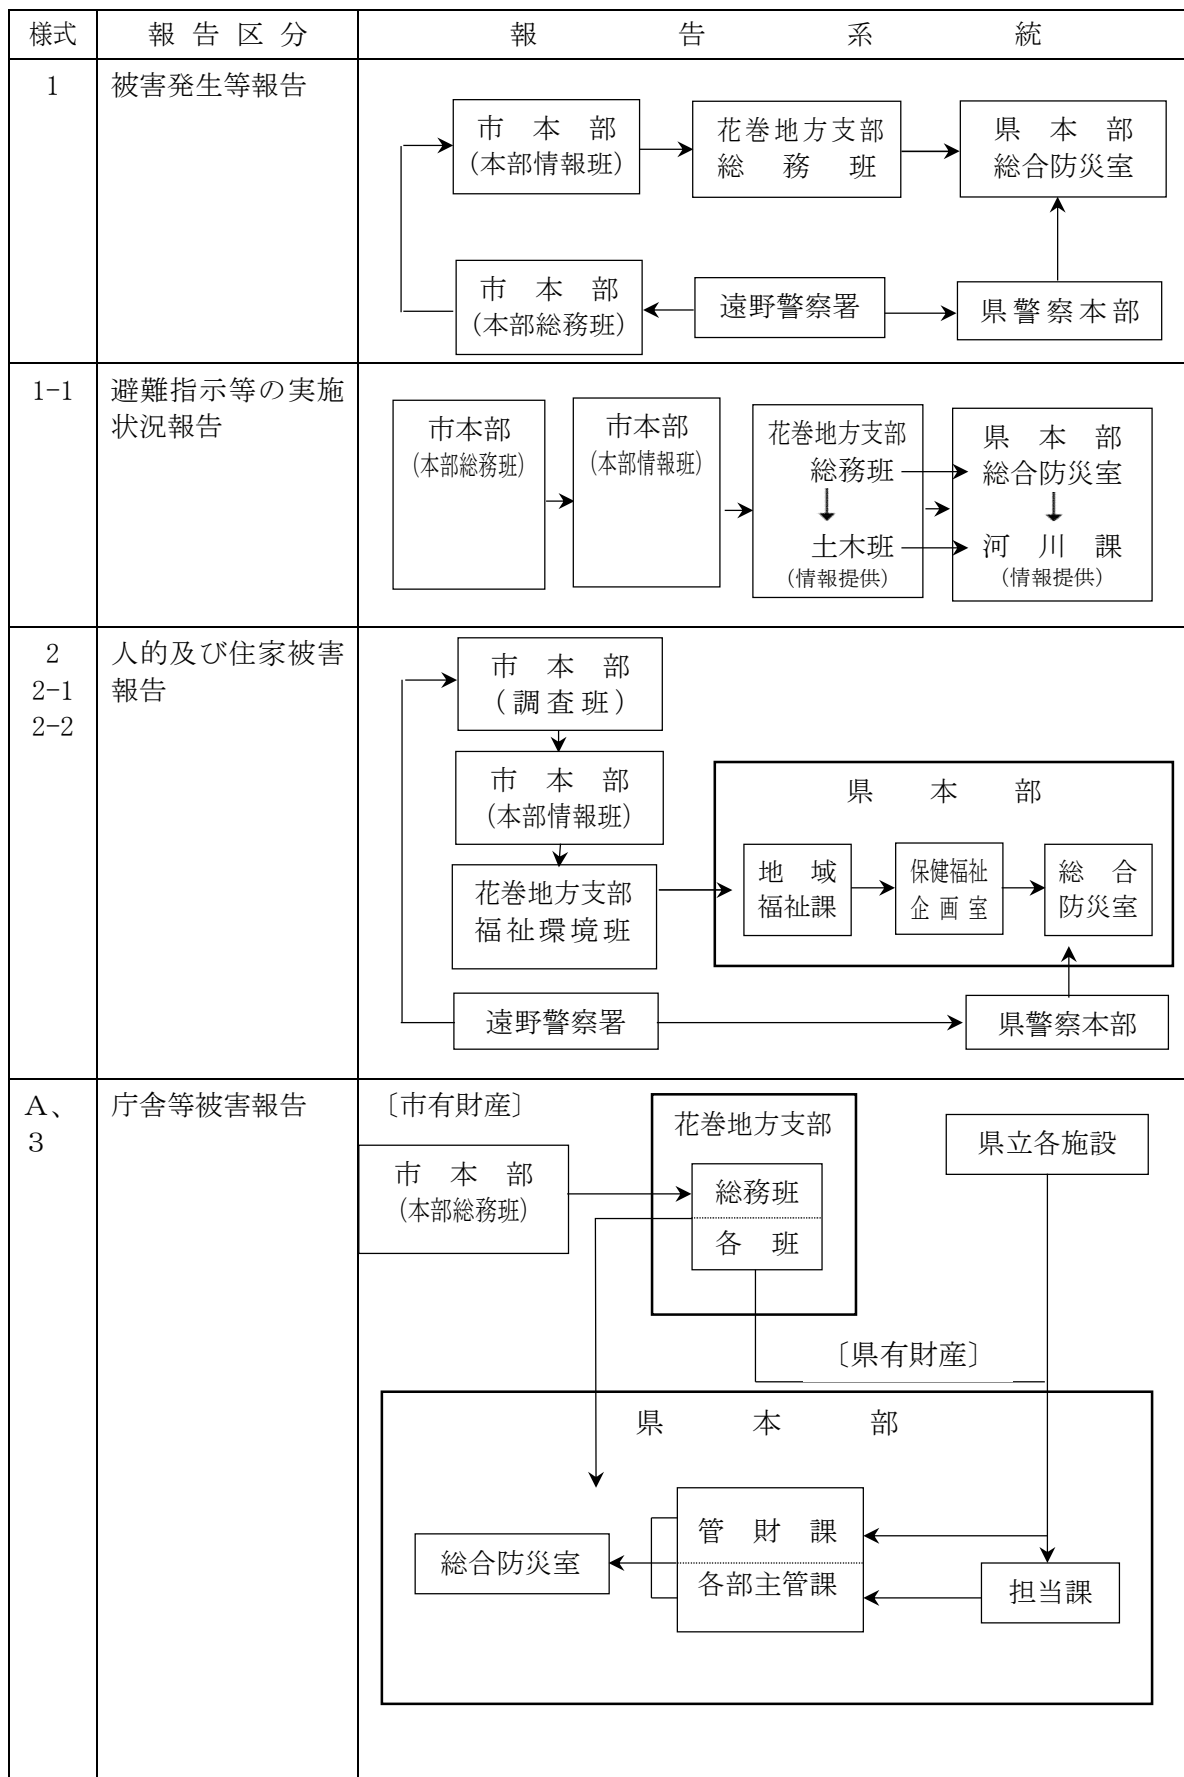 様式 報告区分 報告系統
1 被害発生等報告
市本部
(本部情報班)
花巻地方支部
総務班
県本部
総合防災室
市本部
(本部総務班)
遠野警察署
県警察本部
1-1 避難指示等の実施
状況報告
市本部
(本部総務班)
市本部
(本部情報班)
花巻地方支部
総務班
土木班
(情報提供)
県本部
総合防災室
河川課
(情報提供)
2
2-1
2-2
人的及び住家被害
報告
市本部
(調査班)
市本部
(本部情報班)
花巻地方支部
福祉環境班
県本部
地域
福祉課
保健福祉
企画室
総合
防災室
遠野警察署
県警察本部
A、
3
庁舎等被害報告
〔市有財産〕
市本部
(本部総務班)
花巻地方支部
総務班
各班
県立各施設
〔県有財産〕
県本部
総合防災室
管財課
各部主管課
担当課